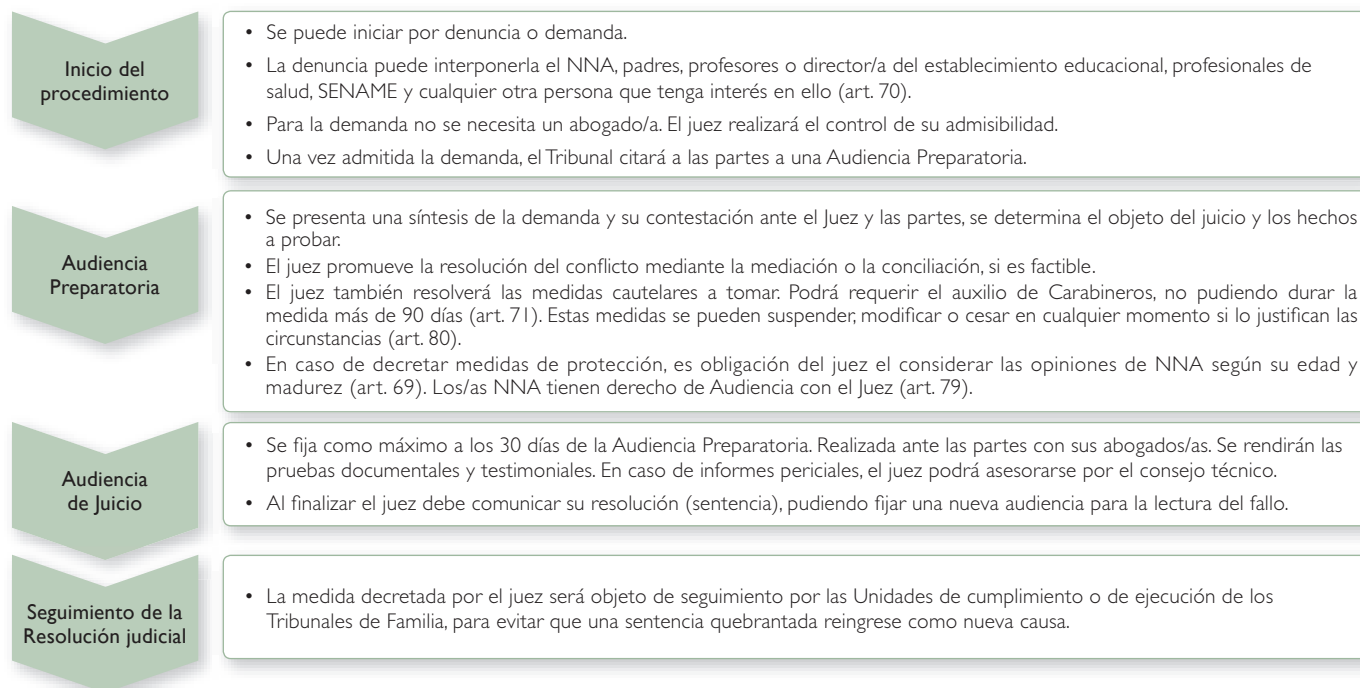 Inicio del
procedimiento
• Se puede iniciar por denuncia o demanda.
• La denuncia puede interponerla el NNA, padres, profesores o director/a del establecimiento educacional, profesionales de
salud, SENAME y cualquier otra persona que tenga interés en ello (art. 70).
• Para la demanda no se necesita un abogado/a. El juez realizará el control de su admisibilidad.
• Una vez admitida la demanda, el Tribunal citará a las partes a una Audiencia Preparatoria.
Audiencia
Preparatoria
• Se presenta una síntesis de la demanda y su contestación ante el Juez y las partes, se determina el objeto del juicio y los hechos
a probar.
• El juez promueve la resolución del conflicto mediante la mediación o la conciliación, si es factible.
• El juez también resolverá las medidas cautelares a tomar. Podrá requerir el auxilio de Carabineros, no pudiendo durar la
medida más de 90 días (art. 71). Estas medidas se pueden suspender, modificar o cesar en cualquier momento si lo justifican las
circunstancias (art. 80).
• En caso de decretar medidas de protección, es obligación del juez el considerar las opiniones de NNA según su edad y
madurez (art. 69). Los/as NNA tienen derecho de Audiencia con el Juez (art. 79).
Audiencia
de Juicio
• Se fija como máximo a los 30 días de la Audiencia Preparatoria. Realizada ante las partes con sus abogados/as. Se rendirán las
pruebas documentales y testimoniales. En caso de informes periciales, el juez podrá asesorarse por el consejo técnico.
• Al finalizar el juez debe comunicar su resolución (sentencia), pudiendo fijar una nueva audiencia para la lectura del fallo.
Seguimiento de la
Resolución judicial
• La medida decretada por el juez será objeto de seguimiento por las Unidades de cumplimiento o de ejecución de los
Tribunales de Familia, para evitar que una sentencia quebrantada reingrese como nueva causa.